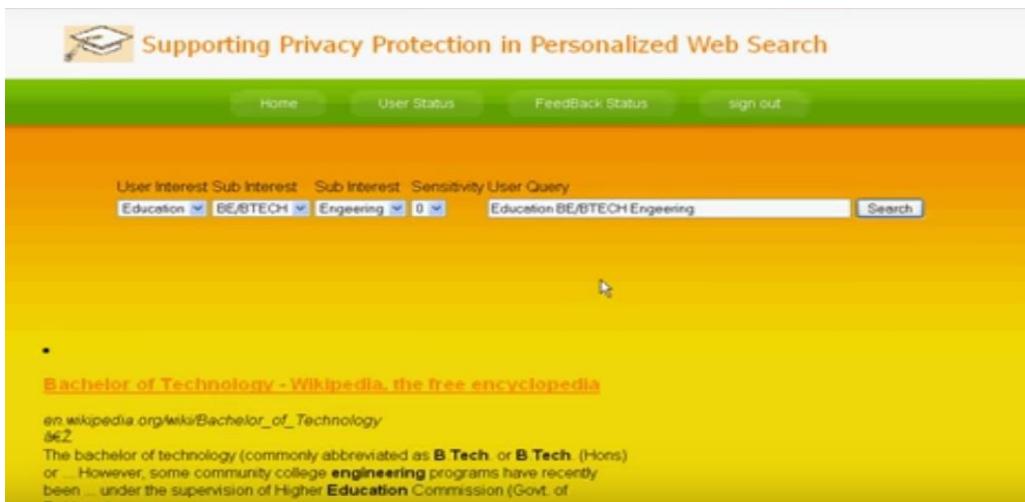 Supporting Privacy Protection in Personalized Web Search
Home User Status FeedBack Status sign out
User Interest Sub Interest Sub Interest Sensitivity User Query
Education BE/BTECH Engeering 0 Education BE/BTECH Engeering Search
Bachelor of Technology - Wikipedia, the free encyclopedia
en.wikipedia.org/wiki/Bachelor_of_Technology
â€Ž
The bachelor of technology (commonly abbreviated as B Tech. or B Tech. (Hons)
or ... However, some community college engineering programs have recently
been ... under the supervision of Higher Education Commission (Govt. of